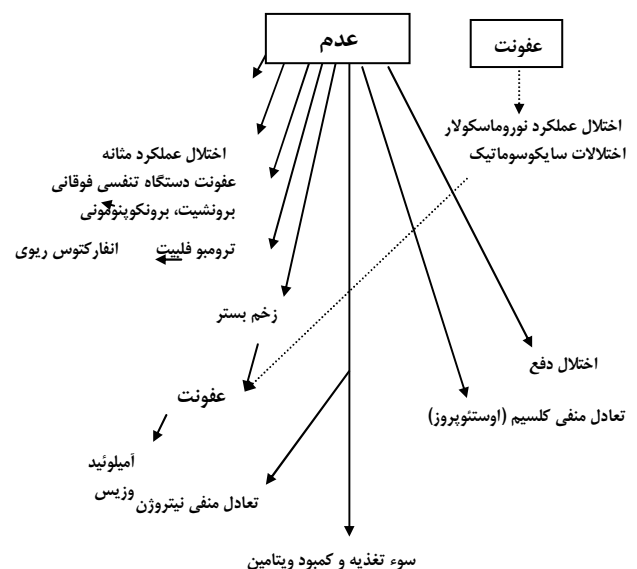 عدم
عفونت
اختلال عملکرد نوروماسکولار
اختلالات سایکوسوماتیک
اختلال عملکرد مثانه
عفونت دستگاه تنفسی فوقانی
برونشیت، برونکوپنومونی
ترومبو فلبیت
انفارکتوس ریوی
زخم بستر
اختلال دفع
عفونت
تعادل منفی کلسیم (اوستئوپروز)
آمیلوئید
وزیس
تعادل منفی نیتروژن
سوء تغذیه و کمبود ویتامین